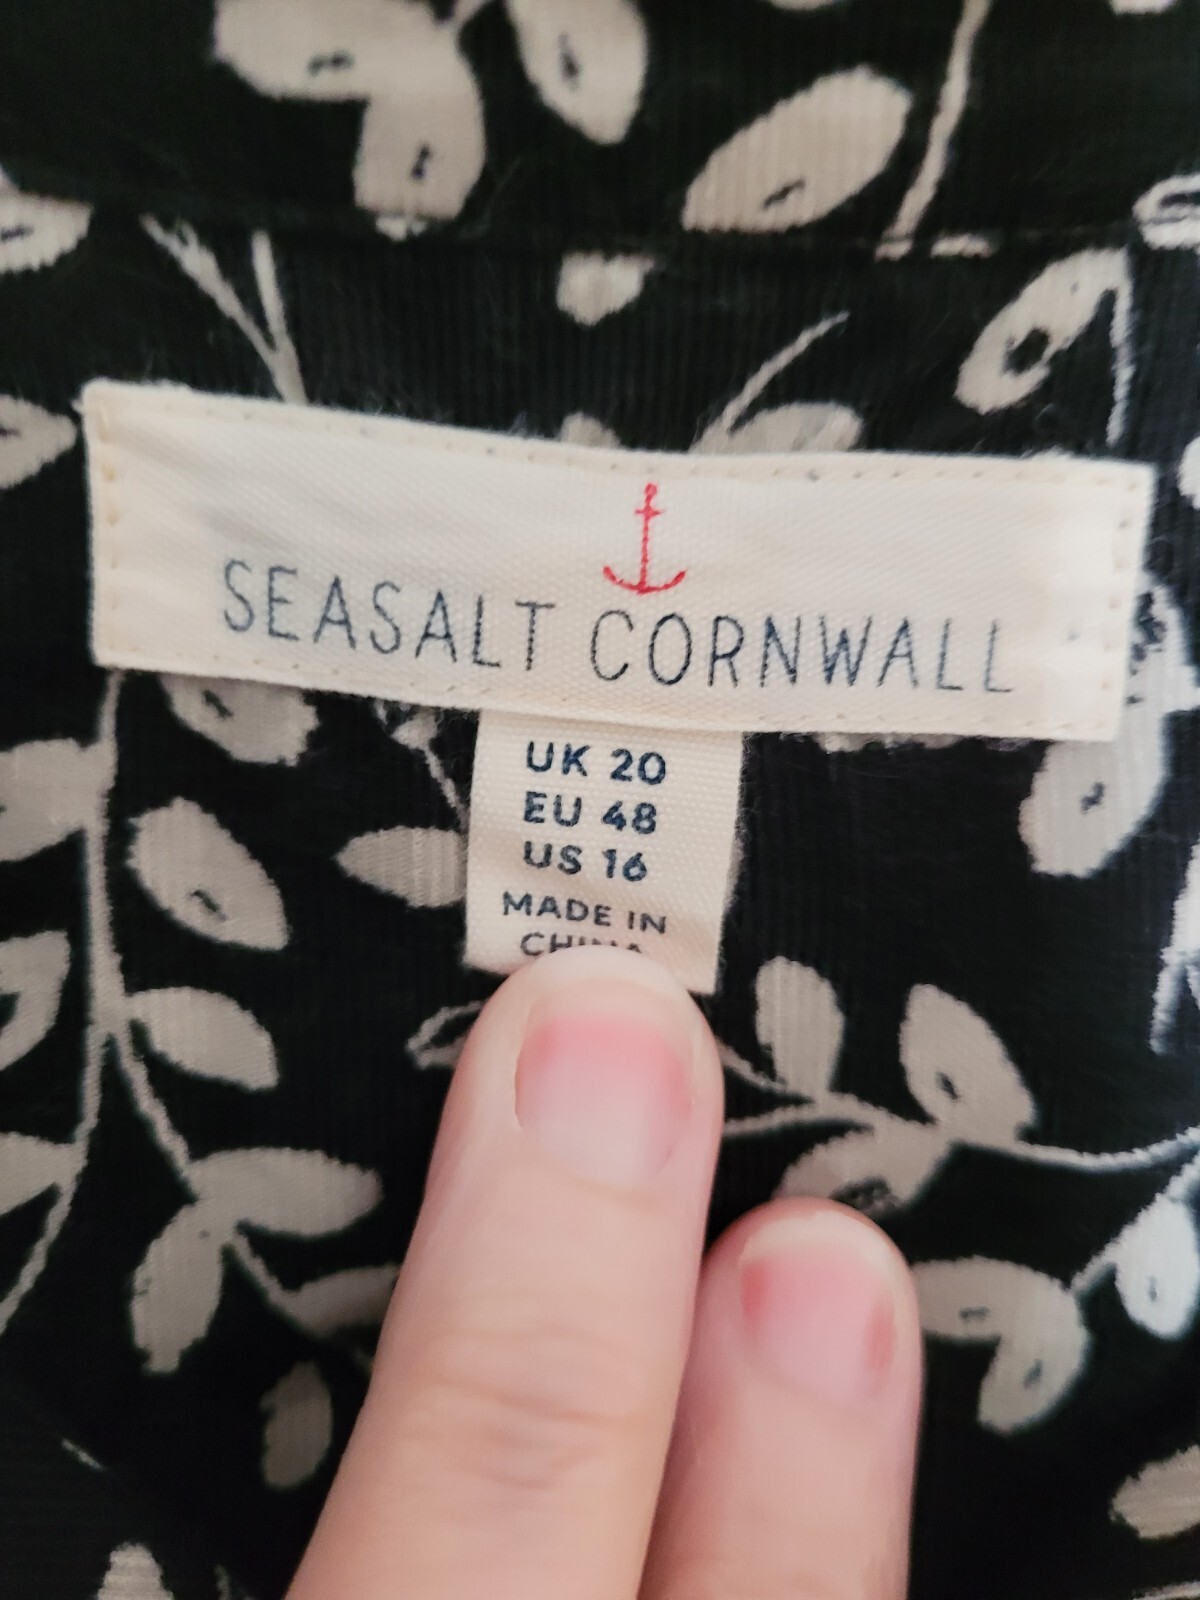 SEASALT CORNWALL
UK 20
EU 48
US 16
MADE IN
CHINA